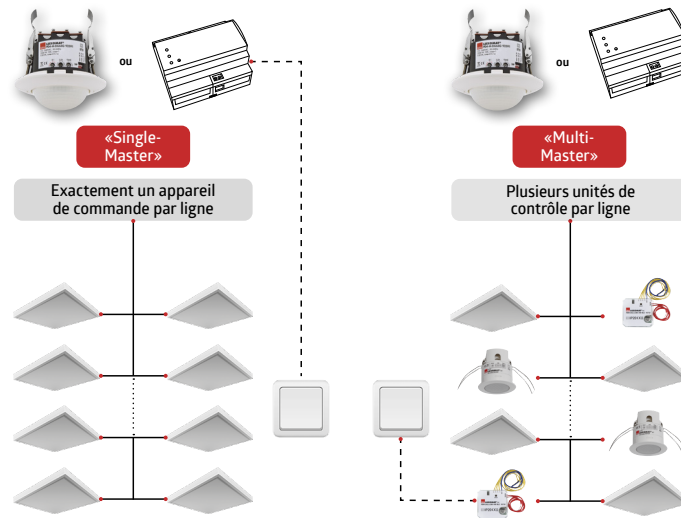 ou
ou
«Single-
Master»
«Multi-
Master»
Exactement un appareil
de commande par ligne
Plusieurs unités de
contrôle par ligne